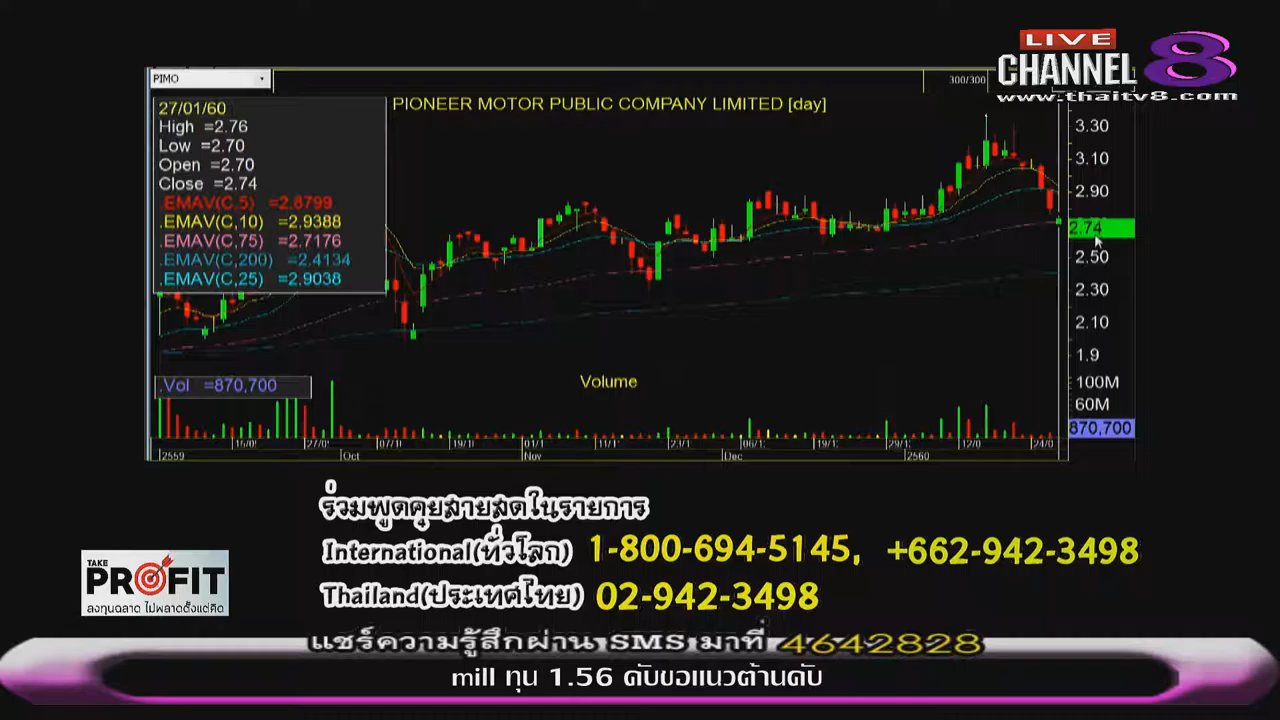 LIVE
CHANNEL 8
www.thaitv8.com
PIMO
300/300
PIONEER MOTOR PUBLIC COMPANY LIMITED [day]
27/01/60
High =2.76
Low =2.70
Open =2.70
Close =2.74
.EMAV(C,5) =2.8799
.EMAV(C,10) =2.9388
.EMAV(C,75) =2.7176
.EMAV(C,200) =2.4134
.EMAV(C,25) =2.9038
3.30
3.10
2.90
2.74
2.50
2.30
2.10
1.9
.Vol =870,700
Volume
100M
60M
870,700
2559 Oct Nov Dec 2560
ร่วมพูดคุยสายสดในรายการ
International(ทั่วโลก) 1-800-694-5145, +662-942-3498
Thailand(ประเทศไทย) 02-942-3498
TAKE
PROFIT
ลงทุนฉลาด ไม่พลาดตั้งแต่คิด
แชร์ความรู้สึกผ่าน SMS มาที่ 4642828
mill ทุน 1.56 ดับขอแนวต้านดับ